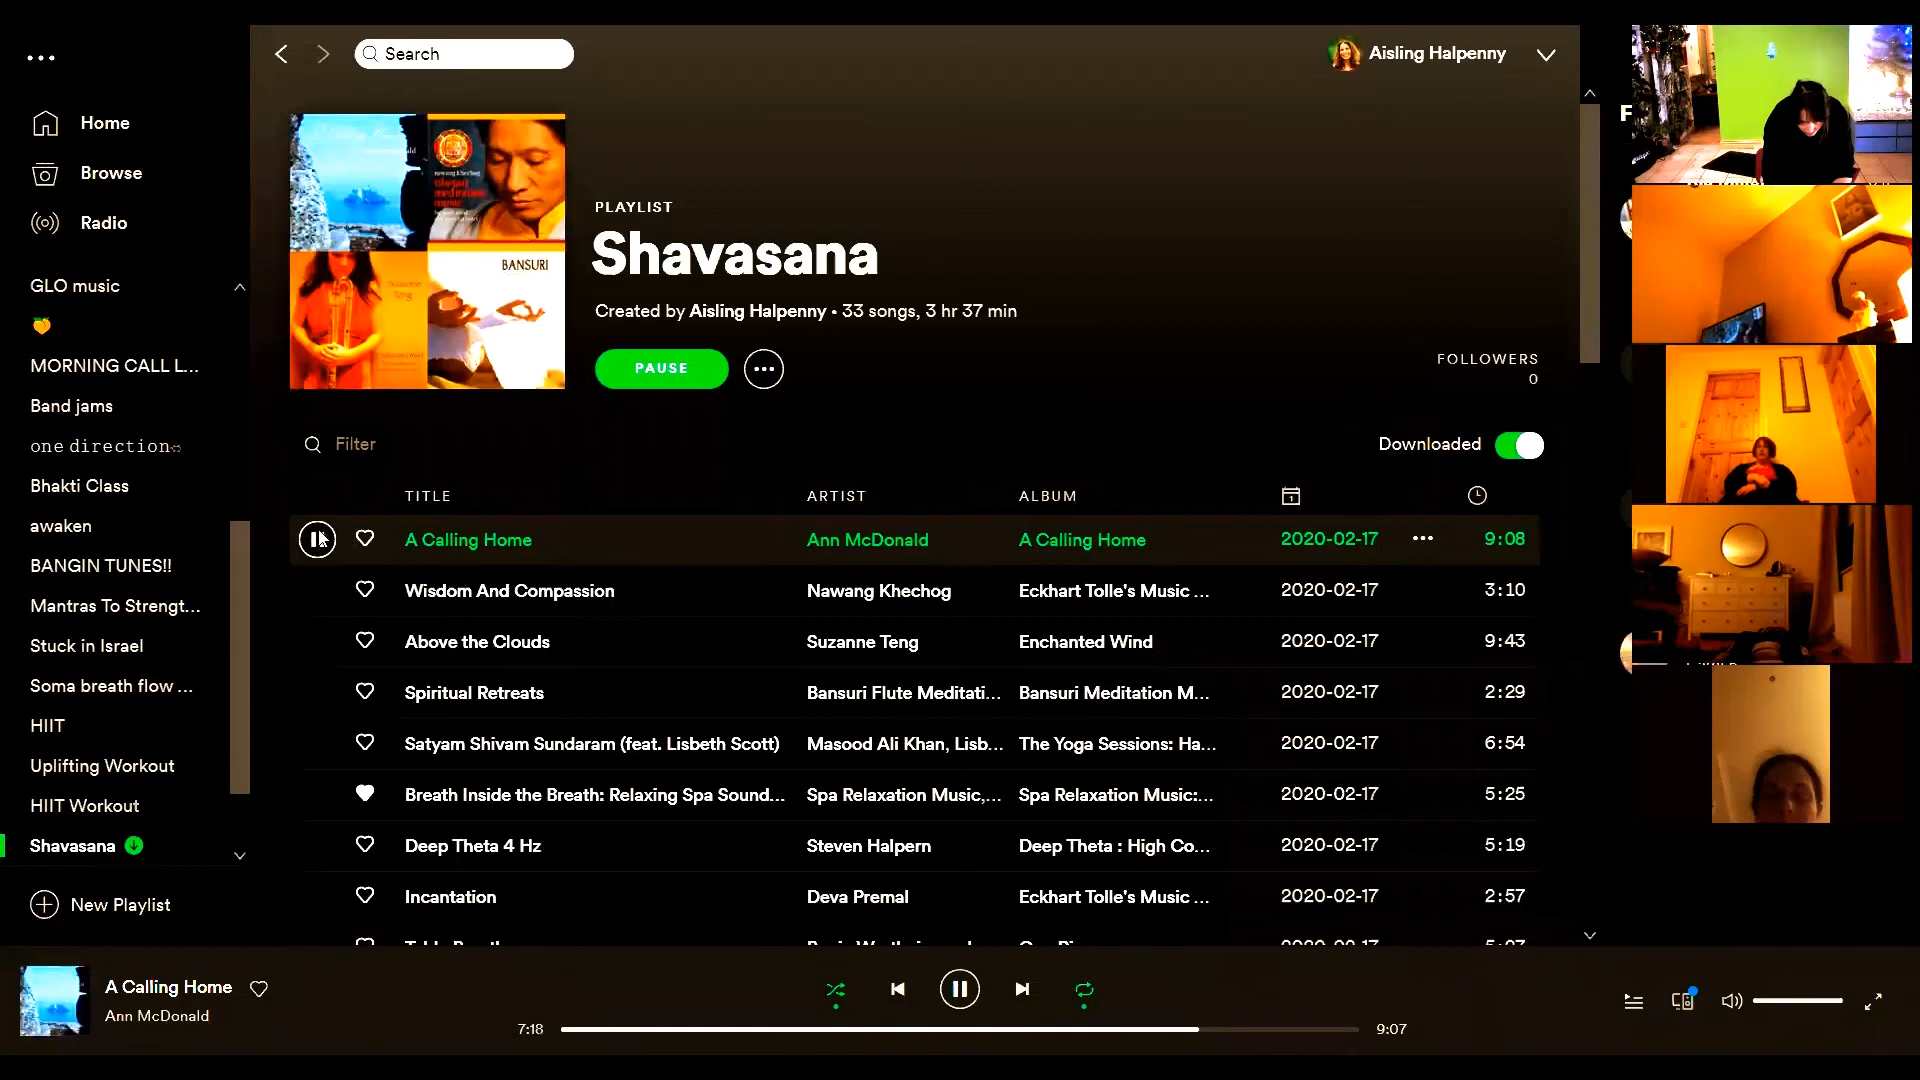 Search
Aisling Halpenny
Home
Browse
Radio
GLO music
MORNING CALL L...
Band jams
one direction
Bhakti Class
awaken
BANGIN TUNES!!
Mantras To Strengt...
Stuck in Israel
Soma breath flow ...
HIIT
Uplifting Workout
HIIT Workout
Shavasana
New Playlist
BANSURI
Suzanne
Teng
PLAYLIST
Shavasana
Created by Aisling Halpenny • 33 songs, 3 hr 37 min
PAUSE
FOLLOWERS
0
Filter
Downloaded
TITLE ARTIST ALBUM
A Calling Home Ann McDonald A Calling Home 2020-02-17 9:08
Wisdom And Compassion Nawang Khechog Eckhart Tolle's Music ... 2020-02-17 3:10
Above the Clouds Suzanne Teng Enchanted Wind 2020-02-17 9:43
Spiritual Retreats Bansuri Flute Meditati... Bansuri Meditation M... 2020-02-17 2:29
Satyam Shivam Sundaram (feat. Lisbeth Scott) Masood Ali Khan, Lisb... The Yoga Sessions: Ha... 2020-02-17 6:54
Breath Inside the Breath: Relaxing Spa Sound... Spa Relaxation Music,... Spa Relaxation Music:... 2020-02-17 5:25
Deep Theta 4 Hz Steven Halpern Deep Theta : High Co... 2020-02-17 5:19
Incantation Deva Premal Eckhart Tolle's Music ... 2020-02-17 2:57
A Calling Home
Ann McDonald
7:18
9:07